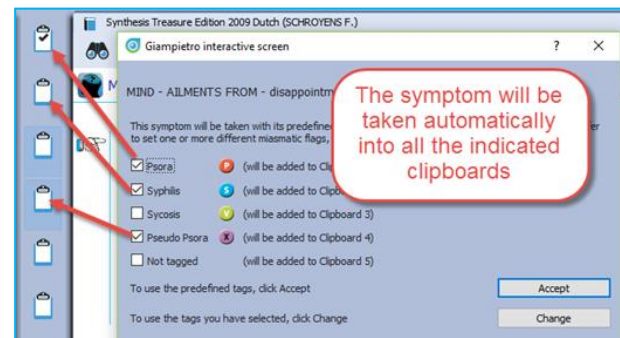 Synthesis Treasure Edition 2009 Dutch (SCHROYENS F.)
Giampietro interactive screen ? X
M
MIND - AILMENTS FROM - disappointm
This symptom will be taken with its predefine
to set one or more different miasmatic flags,
The symptom will be
taken automatically
into all the indicated
clipboards
Psora P (will be added to Cli
Syphilis S (will be added to Clipb
Sycosis (will be added to Clipboard 3)
Pseudo Psora X (will be added to Clipboard 4)
Not tagged (will be added to Clipboard 5)
To use the predefined tags, click Accept
Accept
To use the tags you have selected, click Change
Change